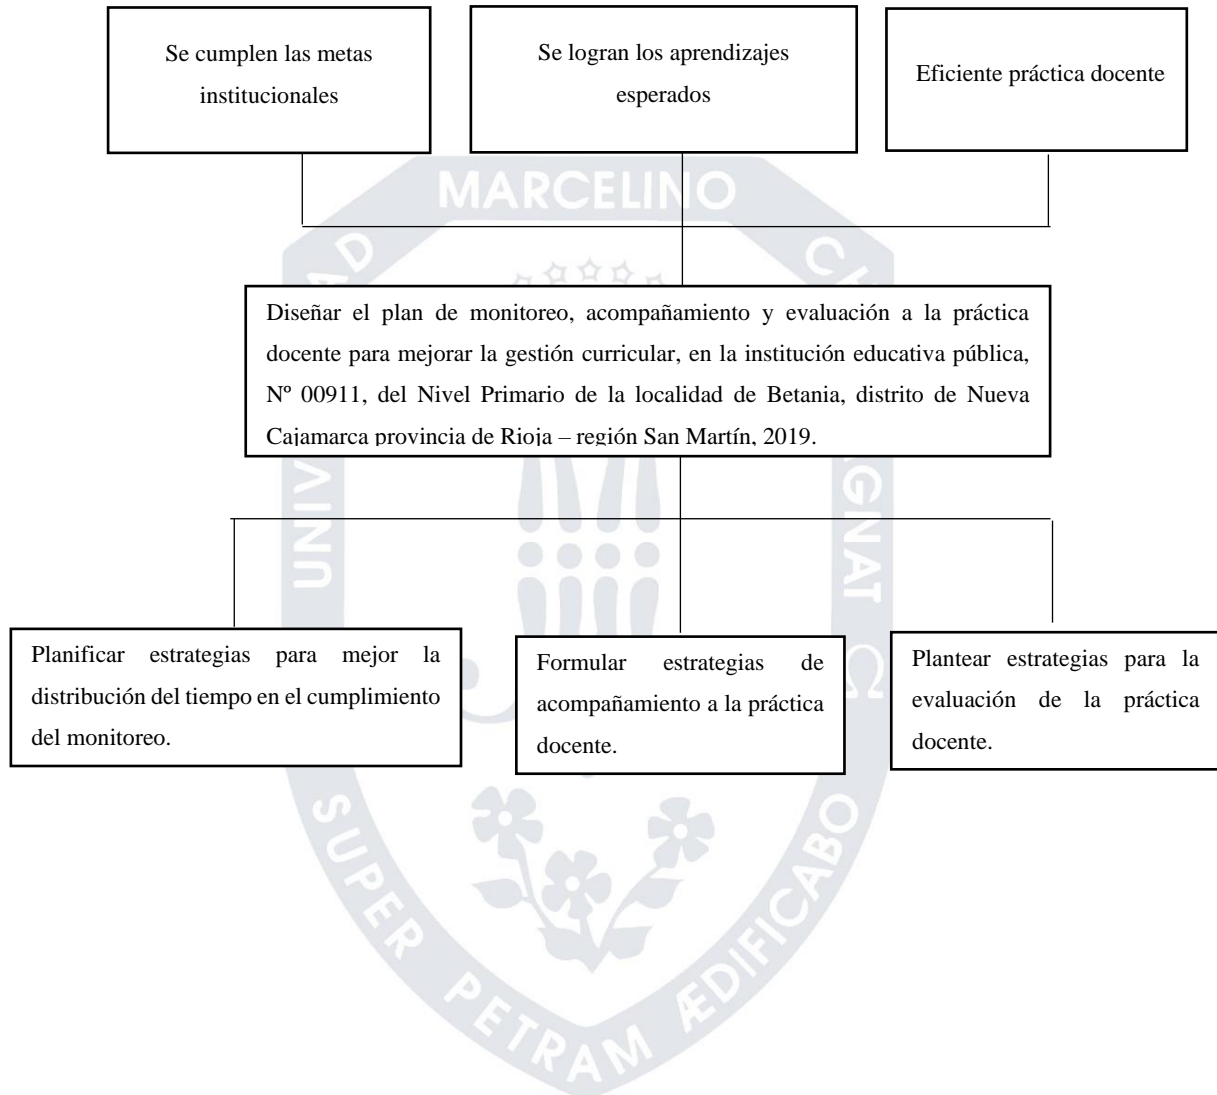 Se cumplen las metas
institucionales
Se logran los aprendizajes
esperados
Eficiente práctica docente
MARCELINO
Diseñar el plan de monitoreo, acompañamiento y evaluación a la práctica
docente para mejorar la gestión curricular, en la institución educativa pública,
Nº 00911, del Nivel Primario de la localidad de Betania, distrito de Nueva
Cajamarca provincia de Rioja – región San Martín, 2019.
Planificar estrategias para mejor la
distribución del tiempo en el cumplimiento
del monitoreo.
Formular estrategias de
acompañamiento a la práctica
docente.
Plantear estrategias para la
evaluación de la práctica
docente.
SUPER PETRAM ÆDIFICABO